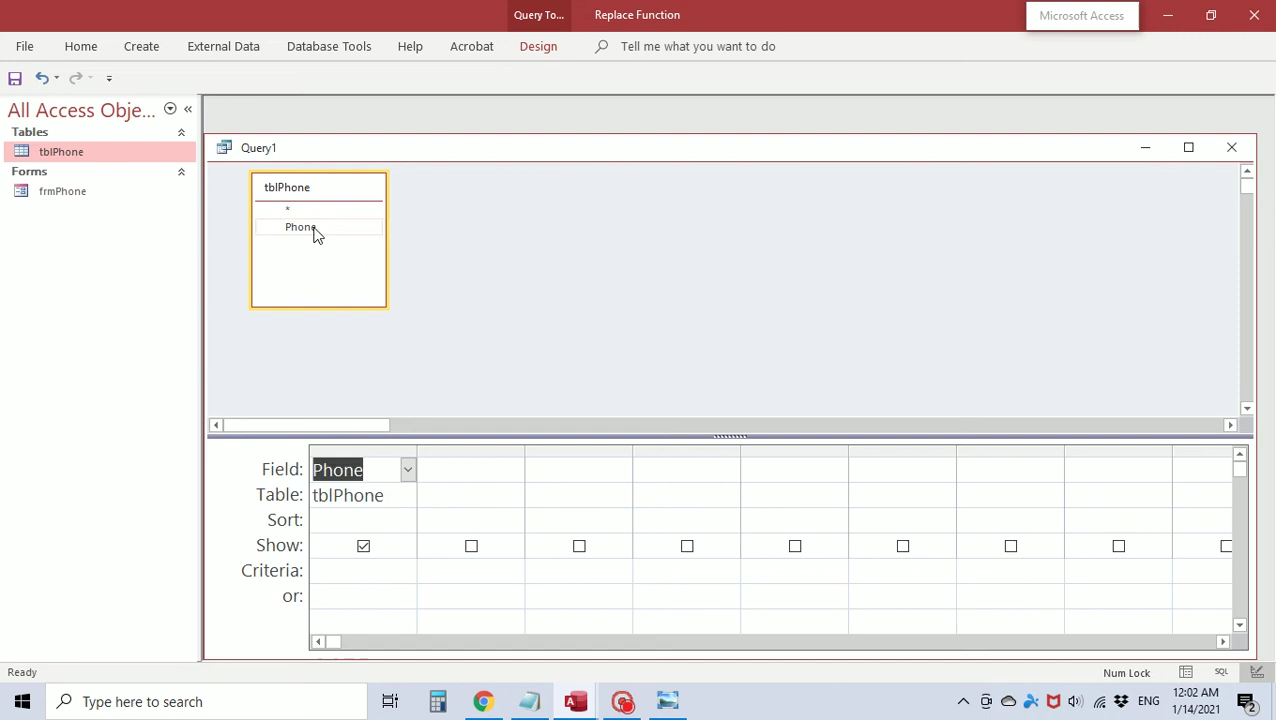 Query To...
Replace Function
Microsoft Access
File
Home
Create
External Data
Database Tools
Help
Acrobat
Design
Tell me what you want to do
All Access Obje...
Tables
tblPhone
Forms
frmPhone
Query1
tblPhone
*
Phone
Field: Phone
Table: tblPhone
Sort:
Show:
Criteria:
or:
Ready
Num Lock
SQL
Type here to search
ENG
12:02 AM
1/14/2021
2